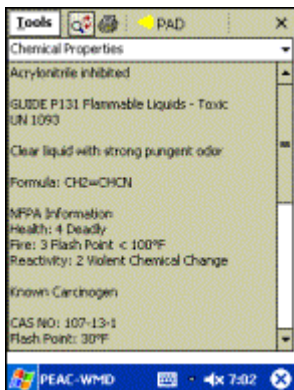 Tools PAD
Chemical Properties
Acrylonitrile inhibited
GUIDE P131 Flammable Liquids - Toxic
UN 1093
Clear liquid with strong pungent odor
Formula: CH2=CHCN
NFPA Information
Health: 4 Deadly
Fire: 3 Flash Point < 100°F
Reactivity: 2 Violent Chemical Change
Known Carcinogen
CAS NO: 107-13-1
Flash Point: 30°F
PEAC-WMD 7:02